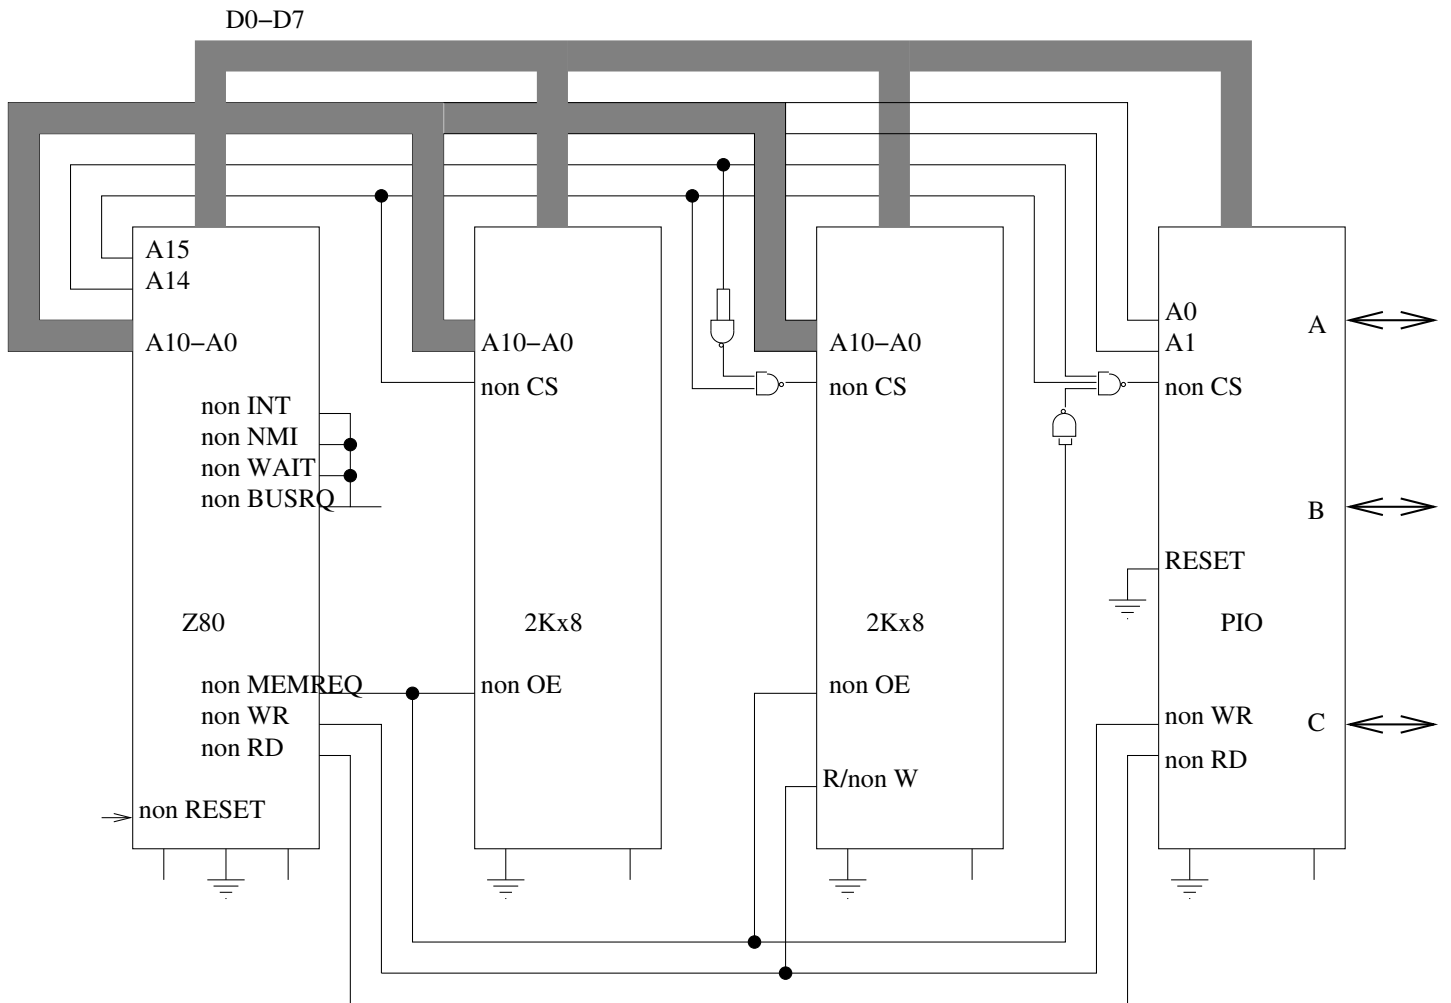 D0−D7
A15
A14
A10−A0
non INT
non NMI
non WAIT
non BUSRQ
Z80
non MEMREQ
non WR
non RD
non RESET
A10−A0
non CS
2Kx8
non OE
A10−A0
non CS
2Kx8
non OE
R/non W
A0
A1
non CS
A
B
RESET
PIO
non WR
C
non RD